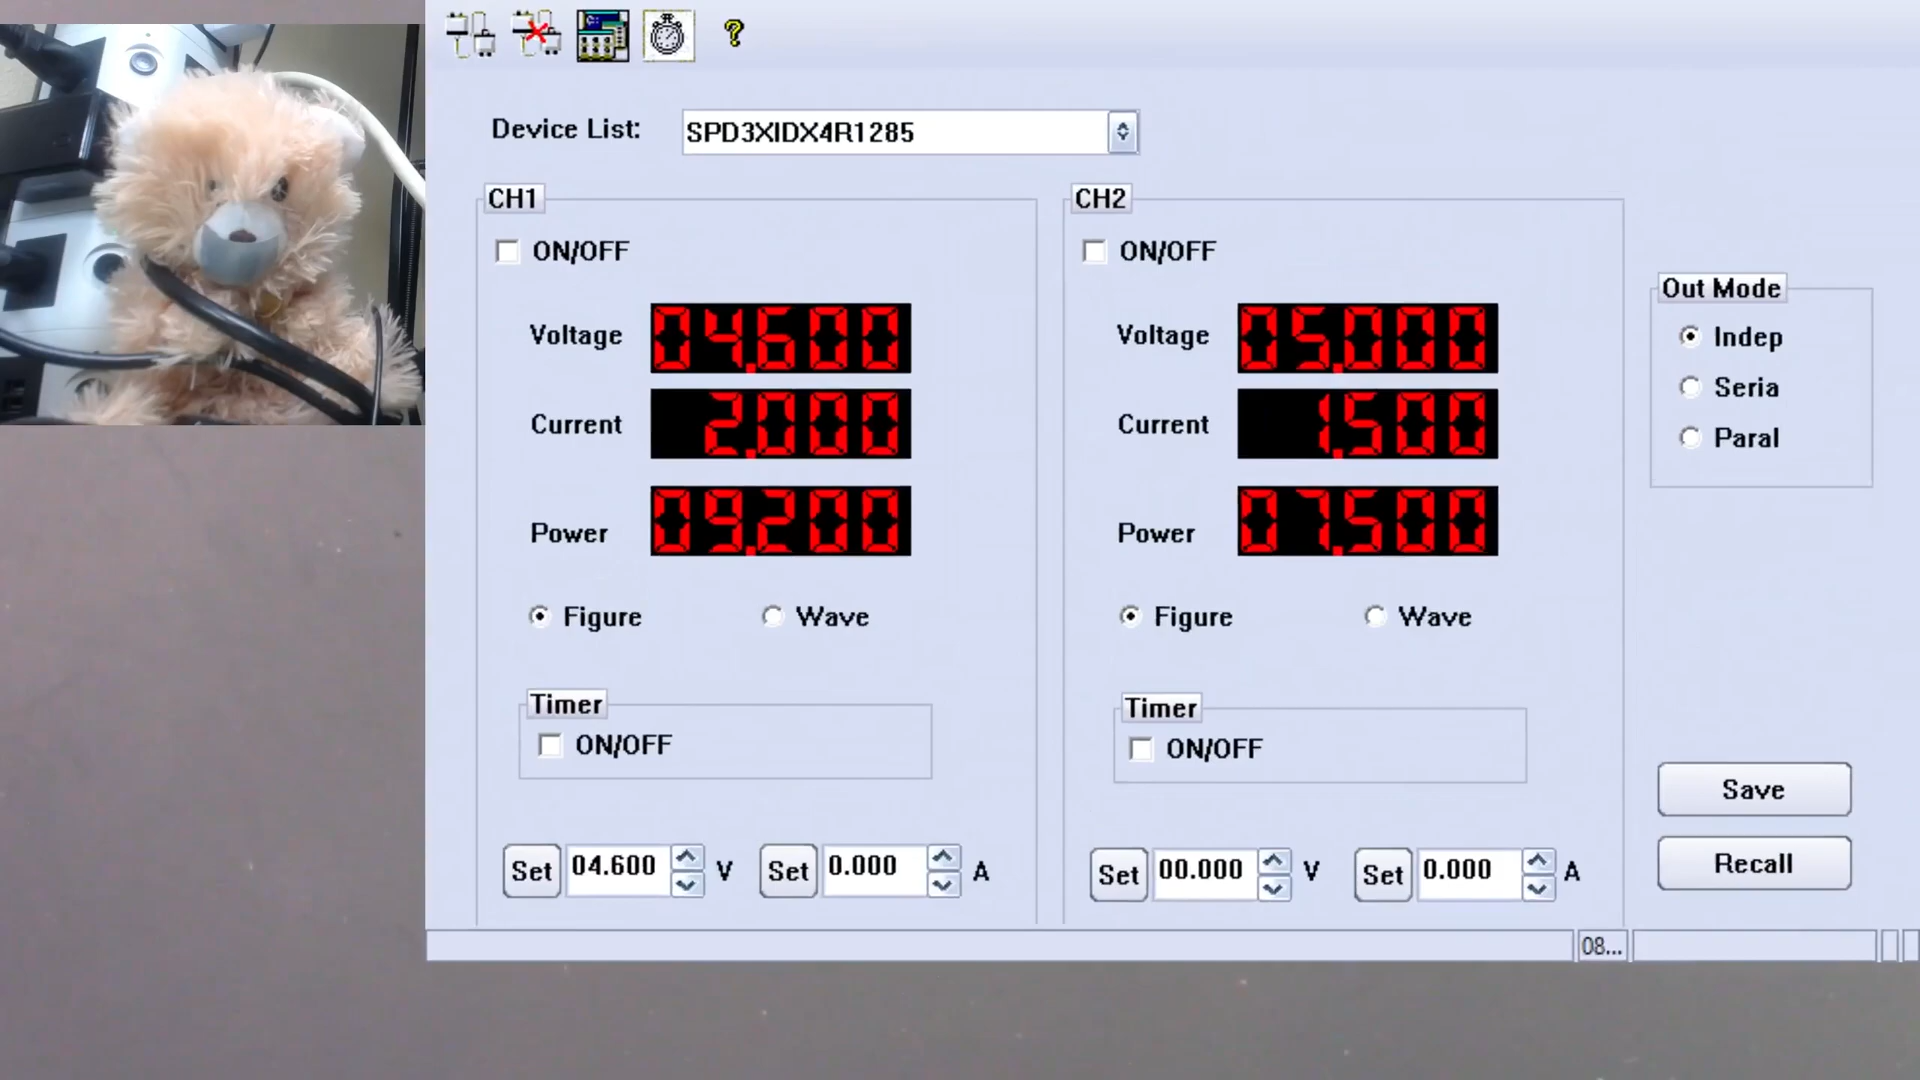 ?
Device List: SPD3XIDX4R1285
CH1
ON/OFF
Voltage 04.600
Current 2.000
Power 09.200
Figure Wave
Timer
ON/OFF
Set 04.600 V Set 0.000 A
CH2
ON/OFF
Voltage 05.000
Current 1.500
Power 07.500
Figure Wave
Timer
ON/OFF
Set 00.000 V Set 0.000 A
Out Mode
Indep
Seria
Paral
Save
Recall
08...